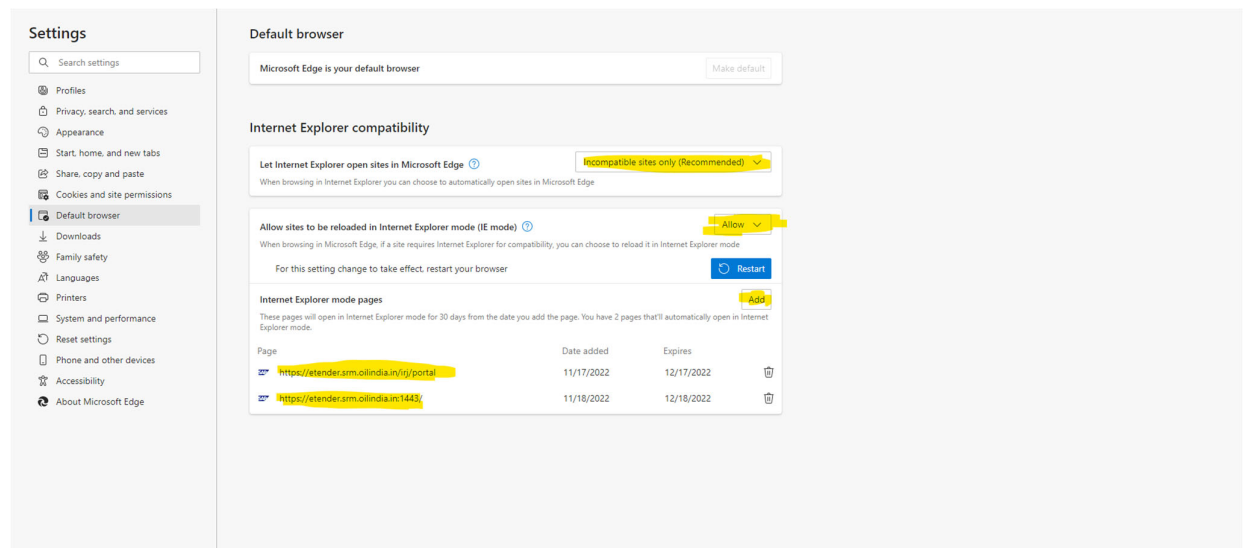 Settings
Search settings
Profiles
Privacy, search, and services
Appearance
Start, home, and new tabs
Share, copy and paste
Cookies and site permissions
Default browser
Downloads
Family safety
Languages
Printers
System and performance
Reset settings
Phone and other devices
Accessibility
About Microsoft Edge
Default browser
Microsoft Edge is your default browser
Make default
Internet Explorer compatibility
Let Internet Explorer open sites in Microsoft Edge
Incompatible sites only (Recommended)
When browsing in Internet Explorer you can choose to automatically open sites in Microsoft Edge
Allow sites to be reloaded in Internet Explorer mode (IE mode)
Allow
When browsing in Microsoft Edge, if a site requires Internet Explorer for compatibility, you can choose to reload it in Internet Explorer mode
For this setting change to take effect, restart your browser
Restart
Internet Explorer mode pages
Add
These pages will open in Internet Explorer mode for 30 days from the date you add the page. You have 2 pages that'll automatically open in Internet
Explorer mode.
Page Date added Expires
https://etender.srm.oilindia.in/irj/portal 11/17/2022 12/17/2022
https://etender.srm.oilindia.in:1443/ 11/18/2022 12/18/2022